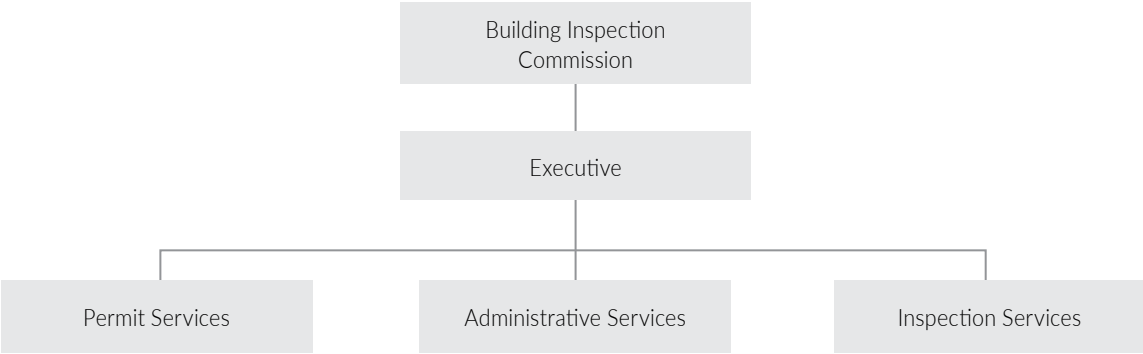 Building Inspection
Commission
Executive
Permit Services
Administrative Services
Inspection Services